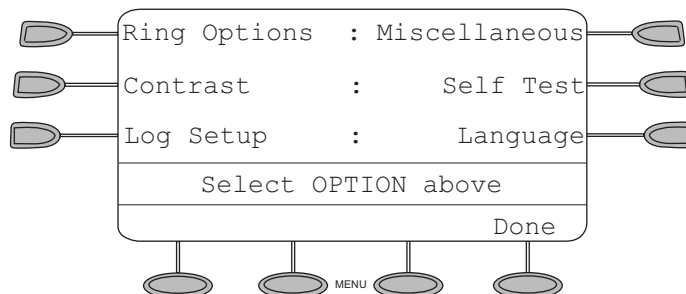 Ring Options : Miscellaneous
Contrast : Self Test
Log Setup : Language
Select OPTION above
Done
MENU